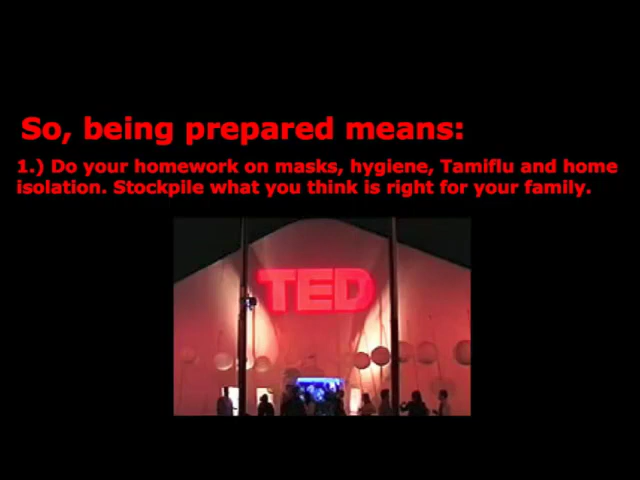 So, being prepared means:
1.) Do your homework on masks, hygiene, Tamiflu and home
isolation. Stockpile what you think is right for your family.
TED